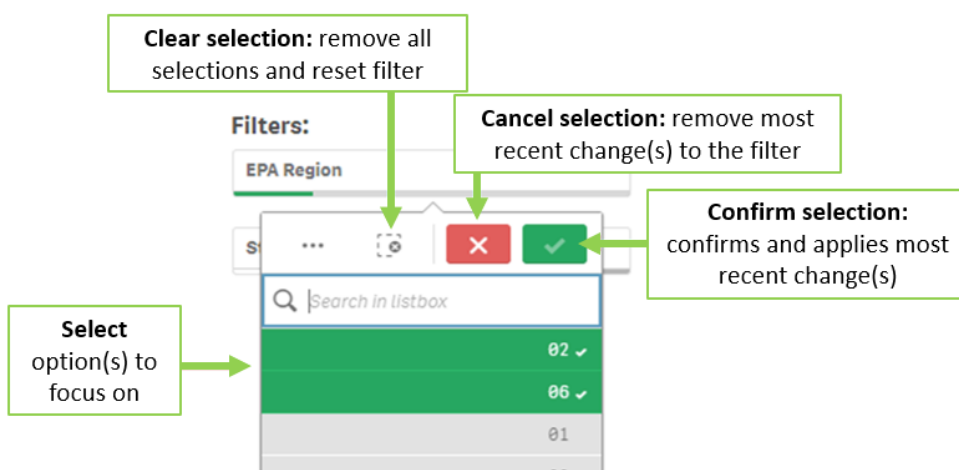 Clear selection: remove all
selections and reset filter
Cancel selection: remove most
recent change(s) to the filter
Filters:
EPA Region
Confirm selection:
confirms and applies most
recent change(s)
Search in listbox
Select
option(s) to
focus on
02
06
01